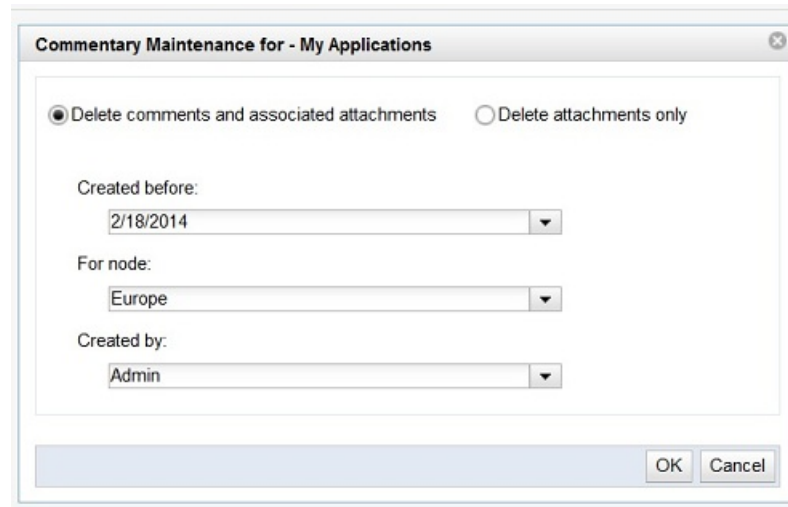 Commentary Maintenance for - My Applications
Delete comments and associated attachments Delete attachments only
Created before:
2/18/2014
For node:
Europe
Created by:
Admin
OK Cancel